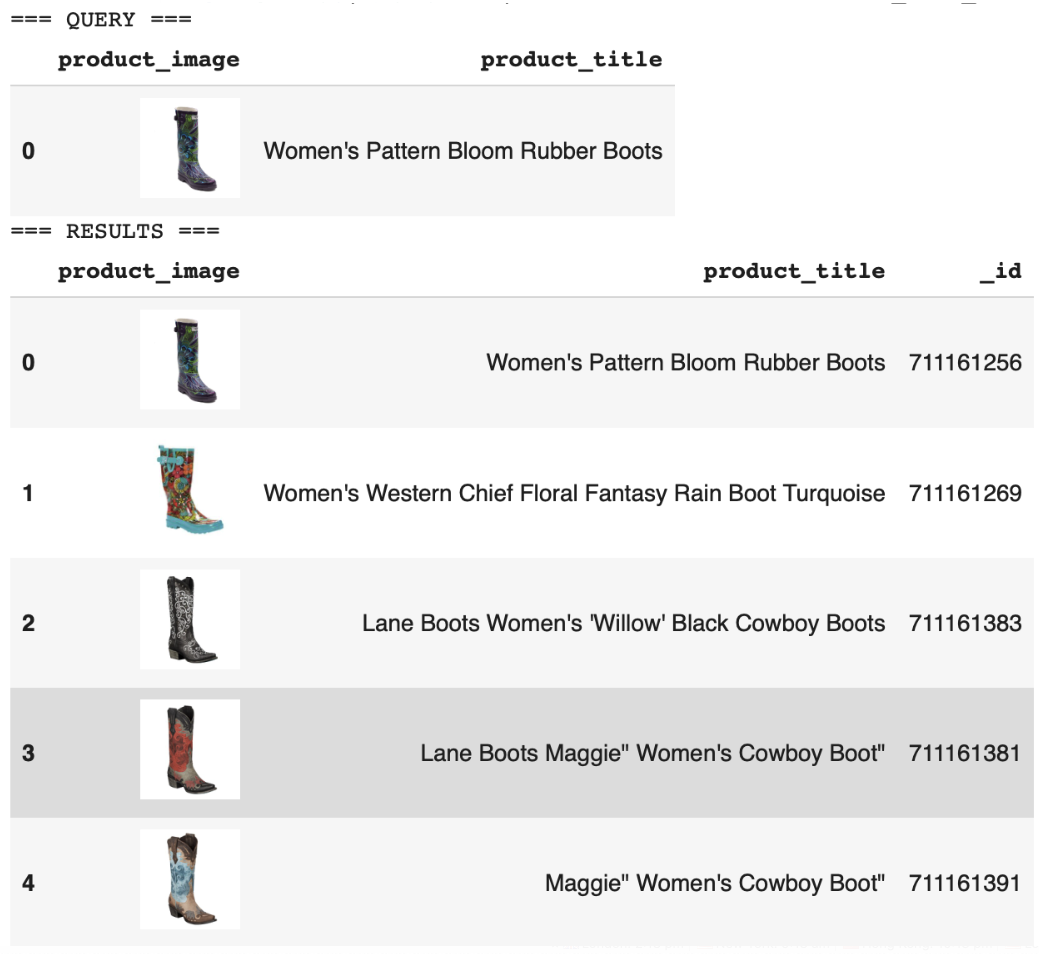 === QUERY ===
product_image product_title
0 Women's Pattern Bloom Rubber Boots
=== RESULTS ===
product_image product_title _id
0 Women's Pattern Bloom Rubber Boots 711161256
1 Women's Western Chief Floral Fantasy Rain Boot Turquoise 711161269
2 Lane Boots Women's 'Willow' Black Cowboy Boots 711161383
3 Lane Boots Maggie" Women's Cowboy Boot" 711161381
4 Maggie" Women's Cowboy Boot" 711161391